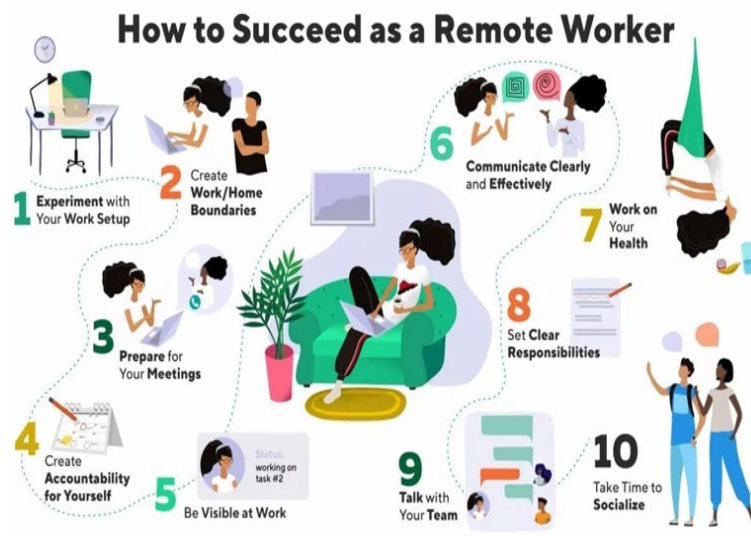 How to Succeed as a Remote Worker
1 Experiment with
Your Work Setup
2 Create
Work/Home
Boundaries
3 Prepare for
Your Meetings
4 Create
Accountability
for Yourself
5 Be Visible at Work
Status:
working on
task #2
6 Communicate Clearly
and Effectively
7 Work on
Your
Health
8 Set Clear
Responsibilities
9 Talk with
Your Team
10 Take Time to
Socialize